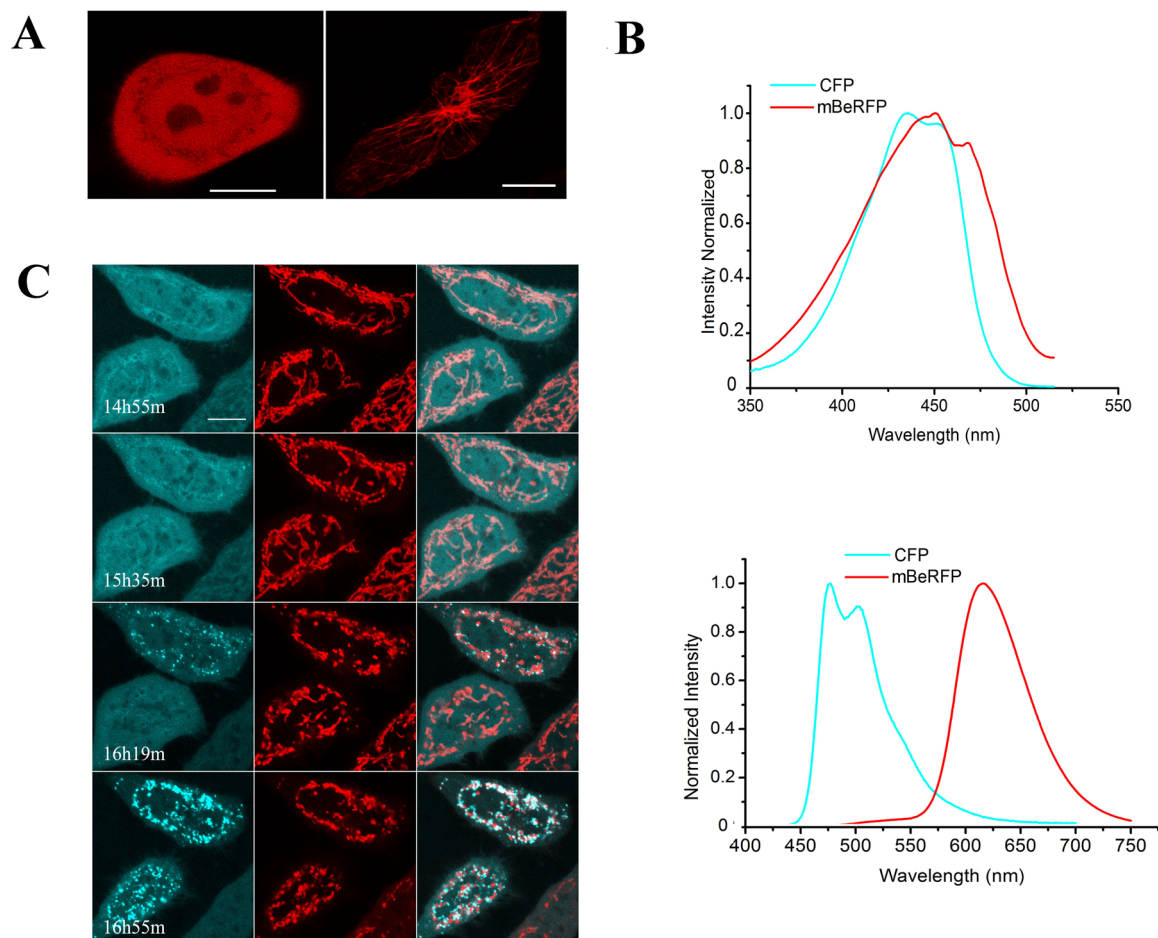 A
B
CFP
mBeRFP
1.0
0.8
0.6
0.4
0.2
0
Intensity Normalized
350
400
450
500
550
Wavelength (nm)
C
14h55m
15h35m
16h19m
16h55m
CFP
mBeRFP
1.0
0.8
0.6
0.4
0.2
0
Normalized Intensity
400
450
500
550
600
650
700
750
Wavelength (nm)